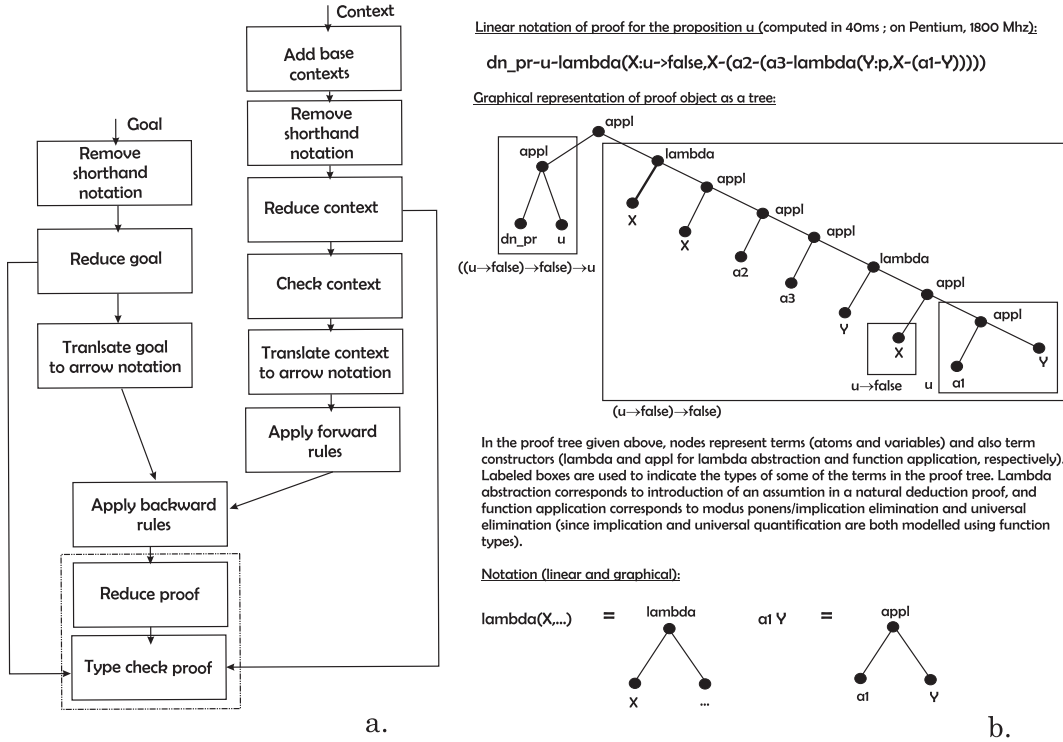 Context
Add base
contexts
Remove
shorthand
notation
Goal
Remove
shorthand
notation
Reduce context
Reduce goal
Check context
Tranlsate goal
to arrow notation
Translate context
to arrow notation
Apply forward
rules
Apply backward
rules
Reduce proof
Type check proof
a.
Linear notation of proof for the proposition u (computed in 40ms ; on Pentium, 1800 Mhz):
dn_pr-u-lambda(X:u->false,X-(a2-(a3-lambda(Y:p,X-(a1-Y)))))
Graphical representation of proof object as a tree:
appl
appl
lambda
appl
X
appl
X
dn_pr
u
appl
a2
((u→false)→false)→u
lambda
a3
appl
Y
appl
X
Y
a1
u→false
u
(u→false)→false)
In the proof tree given above, nodes represent terms (atoms and variables) and also term
constructors (lambda and appl for lambda abstraction and function application, respectively).
Labeled boxes are used to indicate the types of some of the terms in the proof tree. Lambda
abstraction corresponds to introduction of an assumtion in a natural deduction proof, and
function application corresponds to modus ponens/implication elimination and universal
elimination (since implication and universal quantification are both modelled using function
types).
Notation (linear and graphical):
lambda(X,...) = lambda
X
...
a1 Y = appl
a1
Y
b.